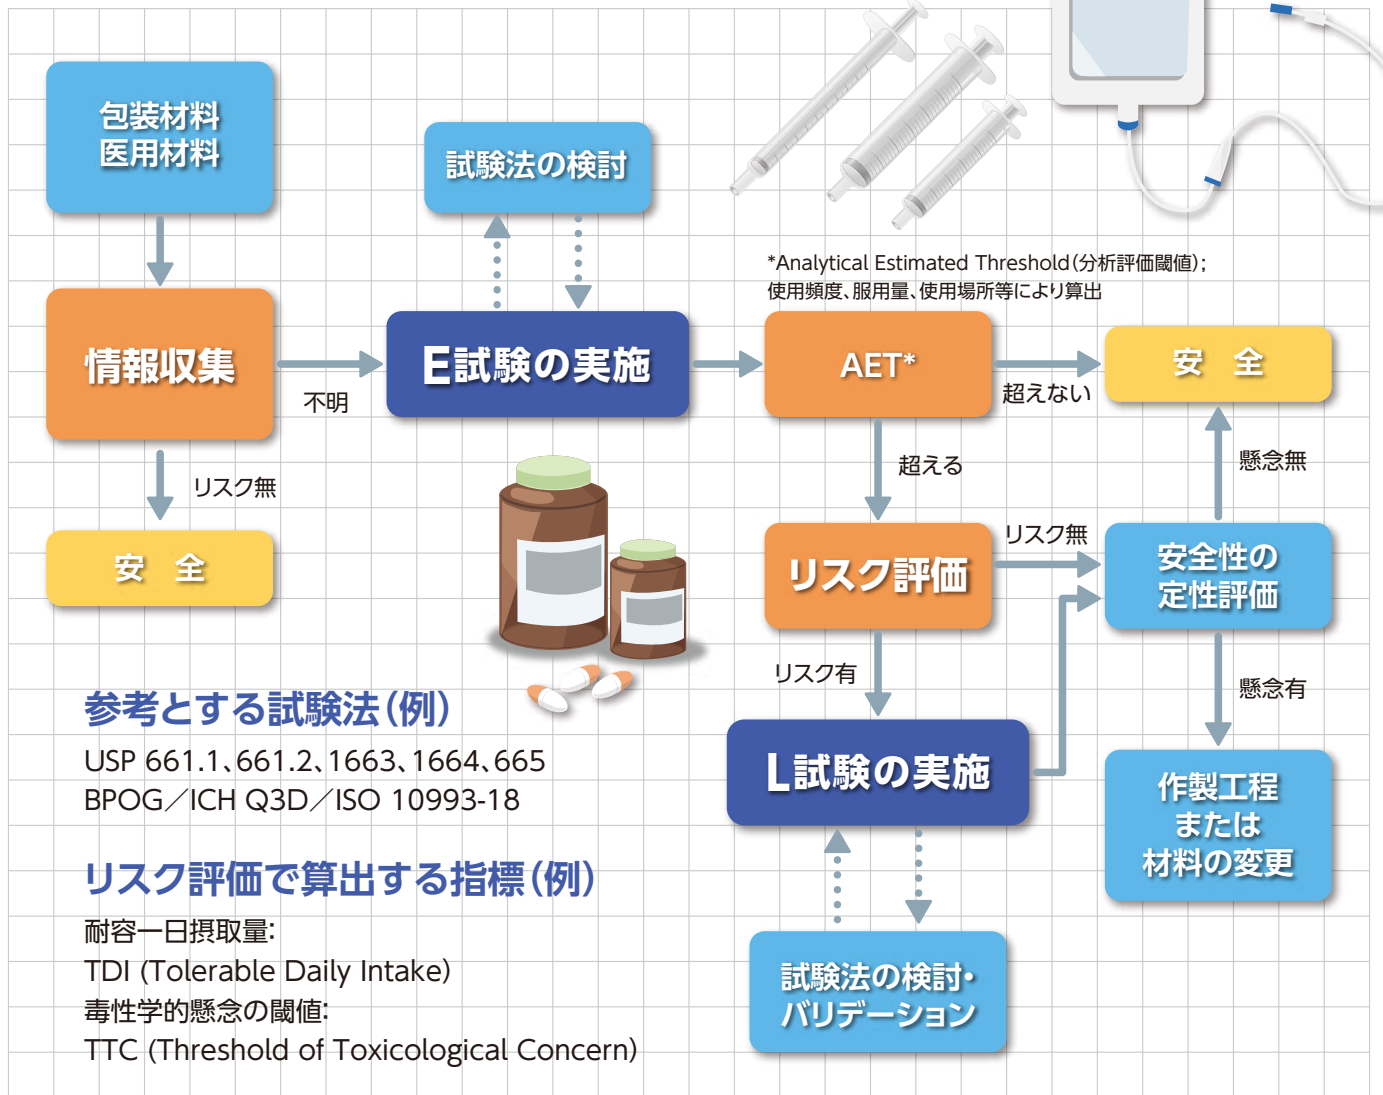 包装材料
医用材料
試験法の検討
*Analytical Estimated Threshold（分析評価閾値）；
使用頻度、服用量、使用場所等により算出
情報収集
不明
E試験の実施
AET*
超えない
安　全
リスク無
超える
懸念無
安　全
リスク評価
リスク無
安全性の
定性評価
リスク有
懸念有
参考とする試験法（例）
USP 661.1、661.2、1663、1664、665
BPOG／ICH Q3D／ISO 10993-18
L試験の実施
作製工程
または
材料の変更
リスク評価で算出する指標（例）
耐容一日摂取量：
TDI (Tolerable Daily Intake)
毒性学的懸念の閾値：
TTC (Threshold of Toxicological Concern)
試験法の検討・
バリデーション